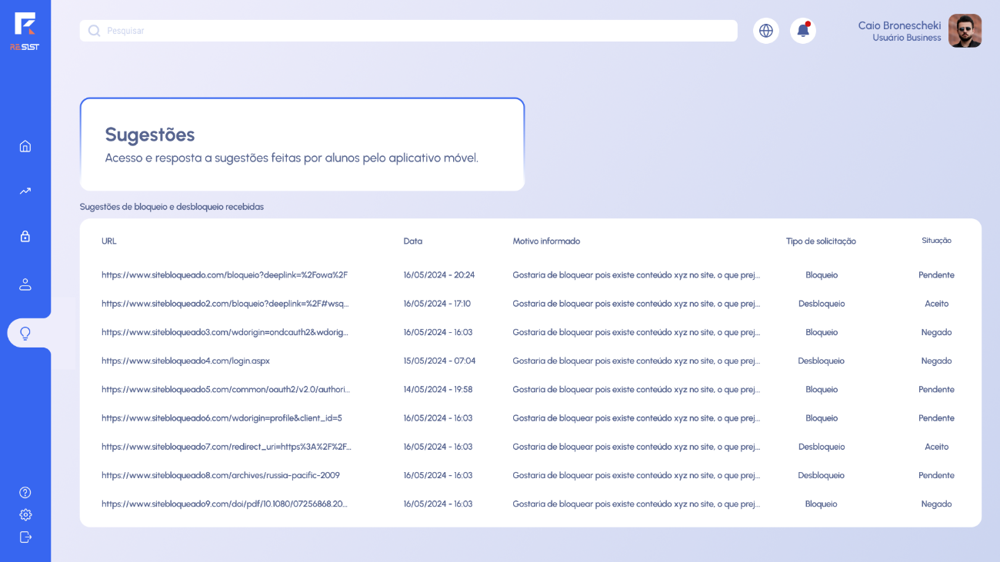 RESIST
Pesquisar
Caio Bronescheki
Usuário Business
Sugestões
Acesso e resposta a sugestões feitas por alunos pelo aplicativo móvel.
Sugestões de bloqueio e desbloqueio recebidas
URL Data Motivo informado Tipo de solicitação Situação
https://www.sitebloqueado.com/bloqueio?deeplink=%2Fowa%2F 16/05/2024 - 20:24 Gostaria de bloquear pois existe conteúdo xyz no site, o que prej... Bloqueio Pendente
https://www.sitebloqueado2.com/bloqueio?deeplink=%2F#wsq... 16/05/2024 - 17:10 Gostaria de bloquear pois existe conteúdo xyz no site, o que prej... Desbloqueio Aceito
https://www.sitebloqueado3.com/wdorigin=ondcauth2&wdorig... 16/05/2024 - 16:03 Gostaria de bloquear pois existe conteúdo xyz no site, o que prej... Bloqueio Negado
https://www.sitebloqueado4.com/login.aspx 15/05/2024 - 07:04 Gostaria de bloquear pois existe conteúdo xyz no site, o que prej... Desbloqueio Negado
https://www.sitebloqueado5.com/common/oauth2/v2.0/authori... 14/05/2024 - 19:58 Gostaria de bloquear pois existe conteúdo xyz no site, o que prej... Bloqueio Pendente
https://www.sitebloqueado6.com/wdorigin=profile&client_id=5 16/05/2024 - 16:03 Gostaria de bloquear pois existe conteúdo xyz no site, o que prej... Bloqueio Pendente
https://www.sitebloqueado7.com/redirect_uri=https%3A%2F%2F... 16/05/2024 - 16:03 Gostaria de bloquear pois existe conteúdo xyz no site, o que prej... Desbloqueio Aceito
https://www.sitebloqueado8.com/archives/russia-pacific-2009 16/05/2024 - 16:03 Gostaria de bloquear pois existe conteúdo xyz no site, o que prej... Desbloqueio Pendente
https://www.sitebloqueado9.com/doi/pdf/10.1080/07256868.20... 16/05/2024 - 16:03 Gostaria de bloquear pois existe conteúdo xyz no site, o que prej... Bloqueio Negado